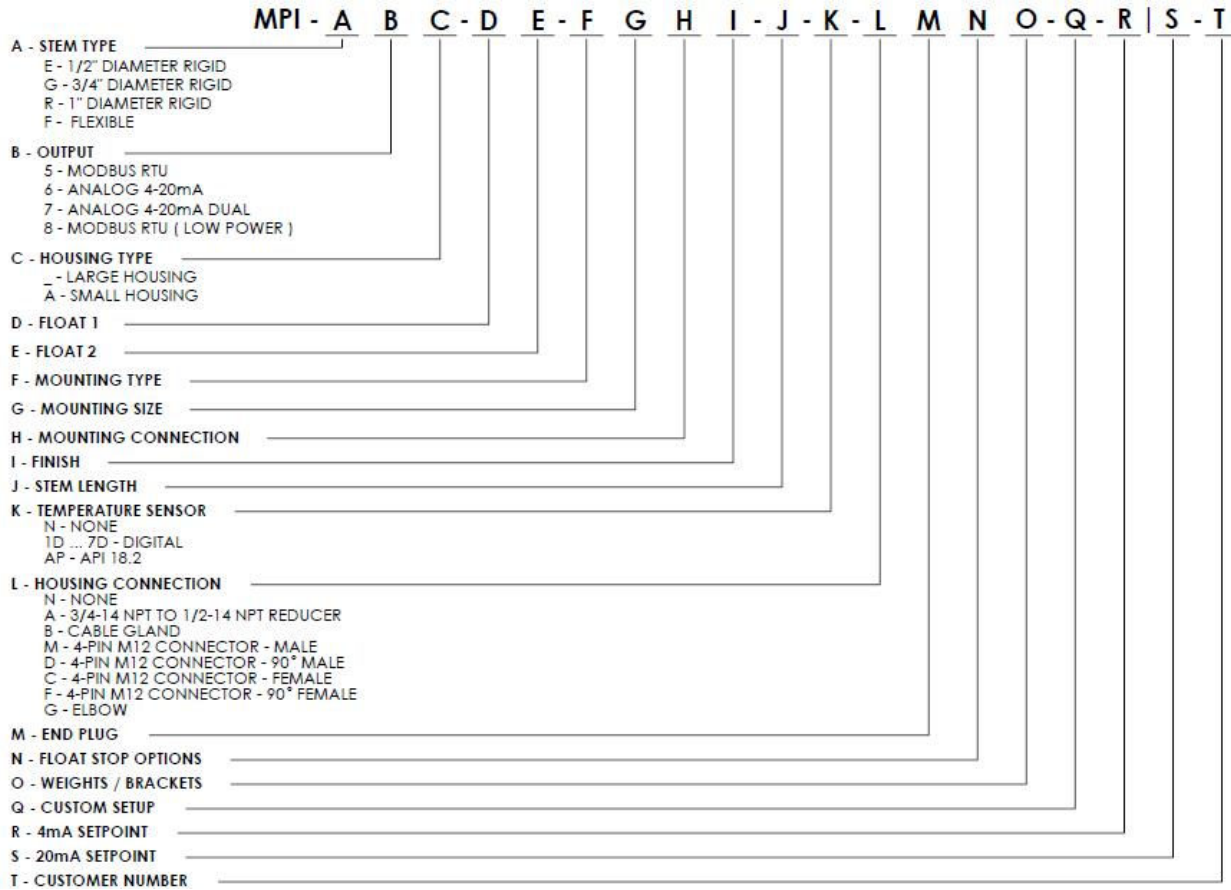 MPI - A B C - D E - F G H I - J - K - L M N O - Q - R | S - T
A - STEM TYPE
E - 1/2" DIAMETER RIGID
G - 3/4" DIAMETER RIGID
R - 1" DIAMETER RIGID
F - FLEXIBLE
B - OUTPUT
5 - MODBUS RTU
6 - ANALOG 4-20mA
7 - ANALOG 4-20mA DUAL
8 - MODBUS RTU ( LOW POWER )
C - HOUSING TYPE
_ - LARGE HOUSING
A - SMALL HOUSING
D - FLOAT 1
E - FLOAT 2
F - MOUNTING TYPE
G - MOUNTING SIZE
H - MOUNTING CONNECTION
I - FINISH
J - STEM LENGTH
K - TEMPERATURE SENSOR
N - NONE
1D ... 7D - DIGITAL
AP - API 18.2
L - HOUSING CONNECTION
N - NONE
A - 3/4-14 NPT TO 1/2-14 NPT REDUCER
B - CABLE GLAND
M - 4-PIN M12 CONNECTOR - MALE
D - 4-PIN M12 CONNECTOR - 90° MALE
C - 4-PIN M12 CONNECTOR - FEMALE
F - 4-PIN M12 CONNECTOR - 90° FEMALE
G - ELBOW
M - END PLUG
N - FLOAT STOP OPTIONS
O - WEIGHTS / BRACKETS
Q - CUSTOM SETUP
R - 4mA SETPOINT
S - 20mA SETPOINT
T - CUSTOMER NUMBER